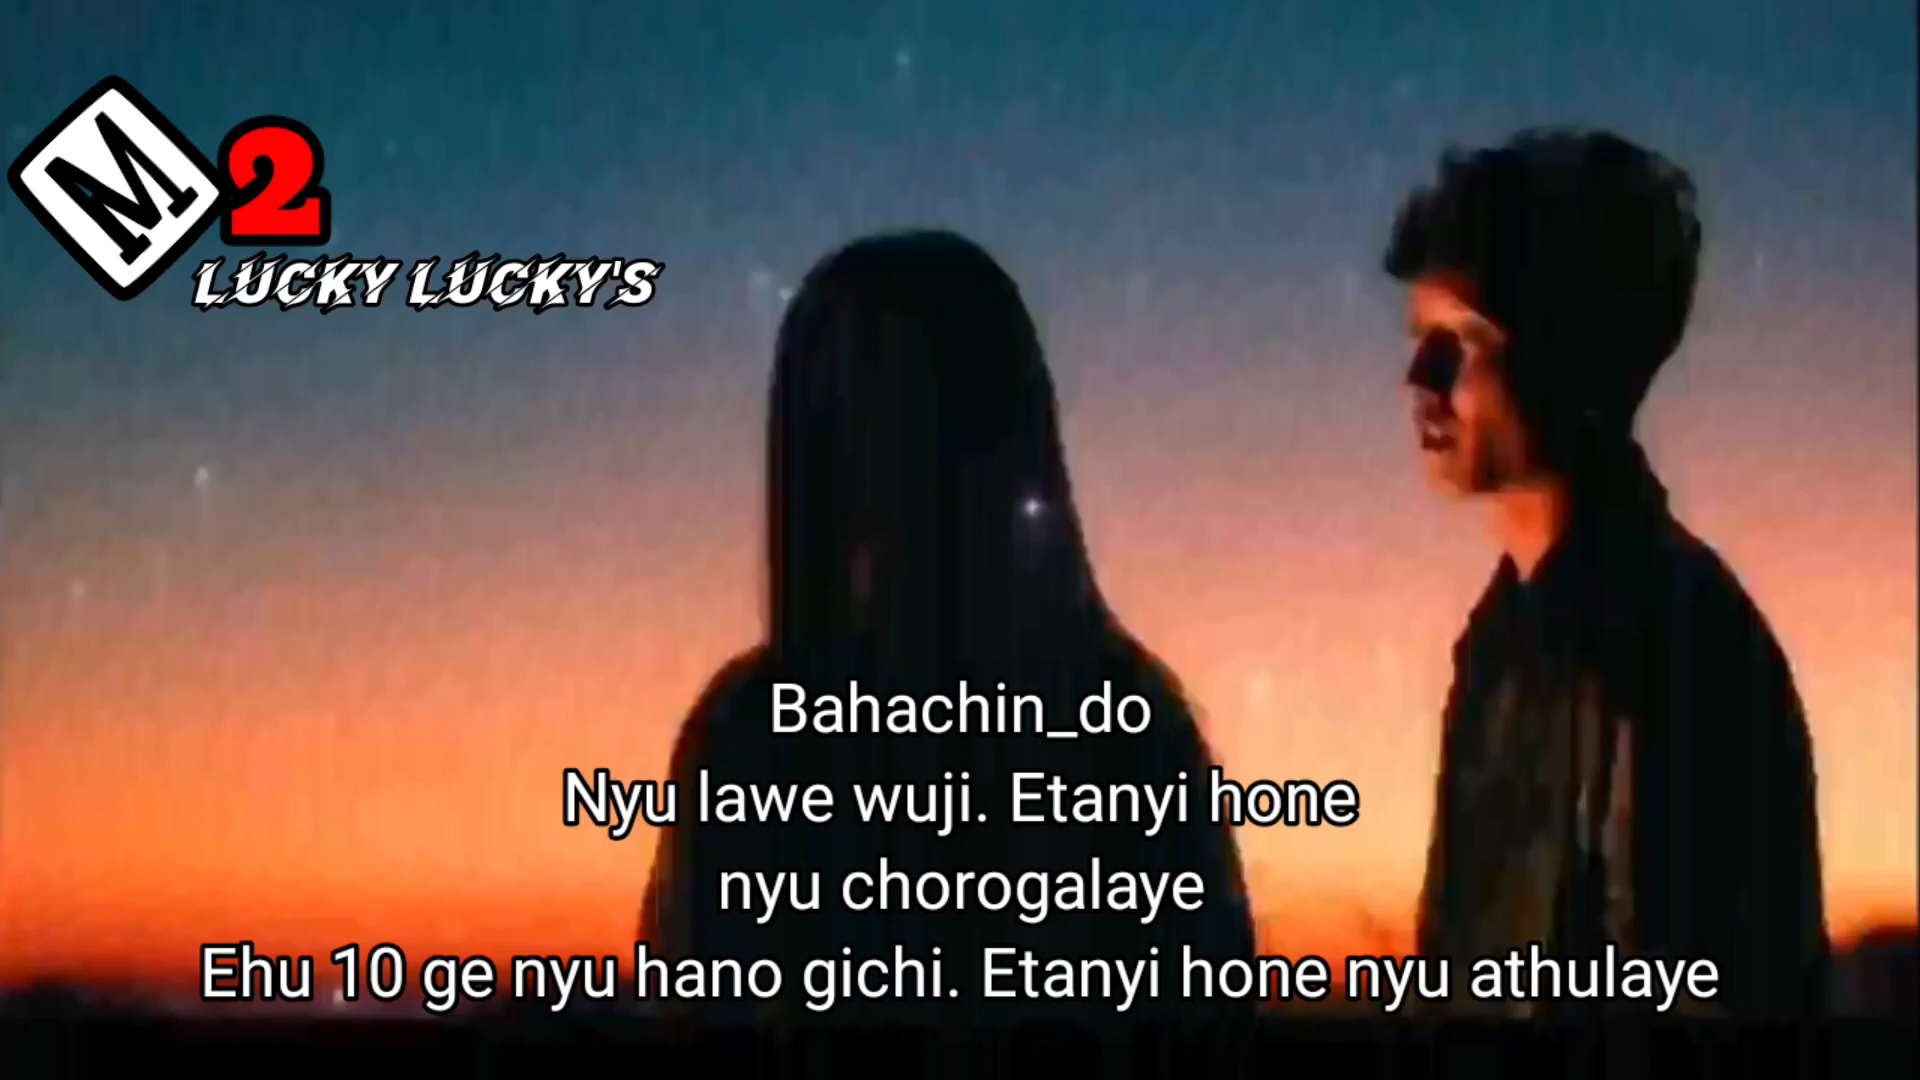 M2
LUCKY LUCKY'S
Bahachin_do
Nyu lawe wuji. Etanyi hone
nyu chorogalaye
Ehu 10 ge nyu hano gichi. Etanyi hone nyu athulaye